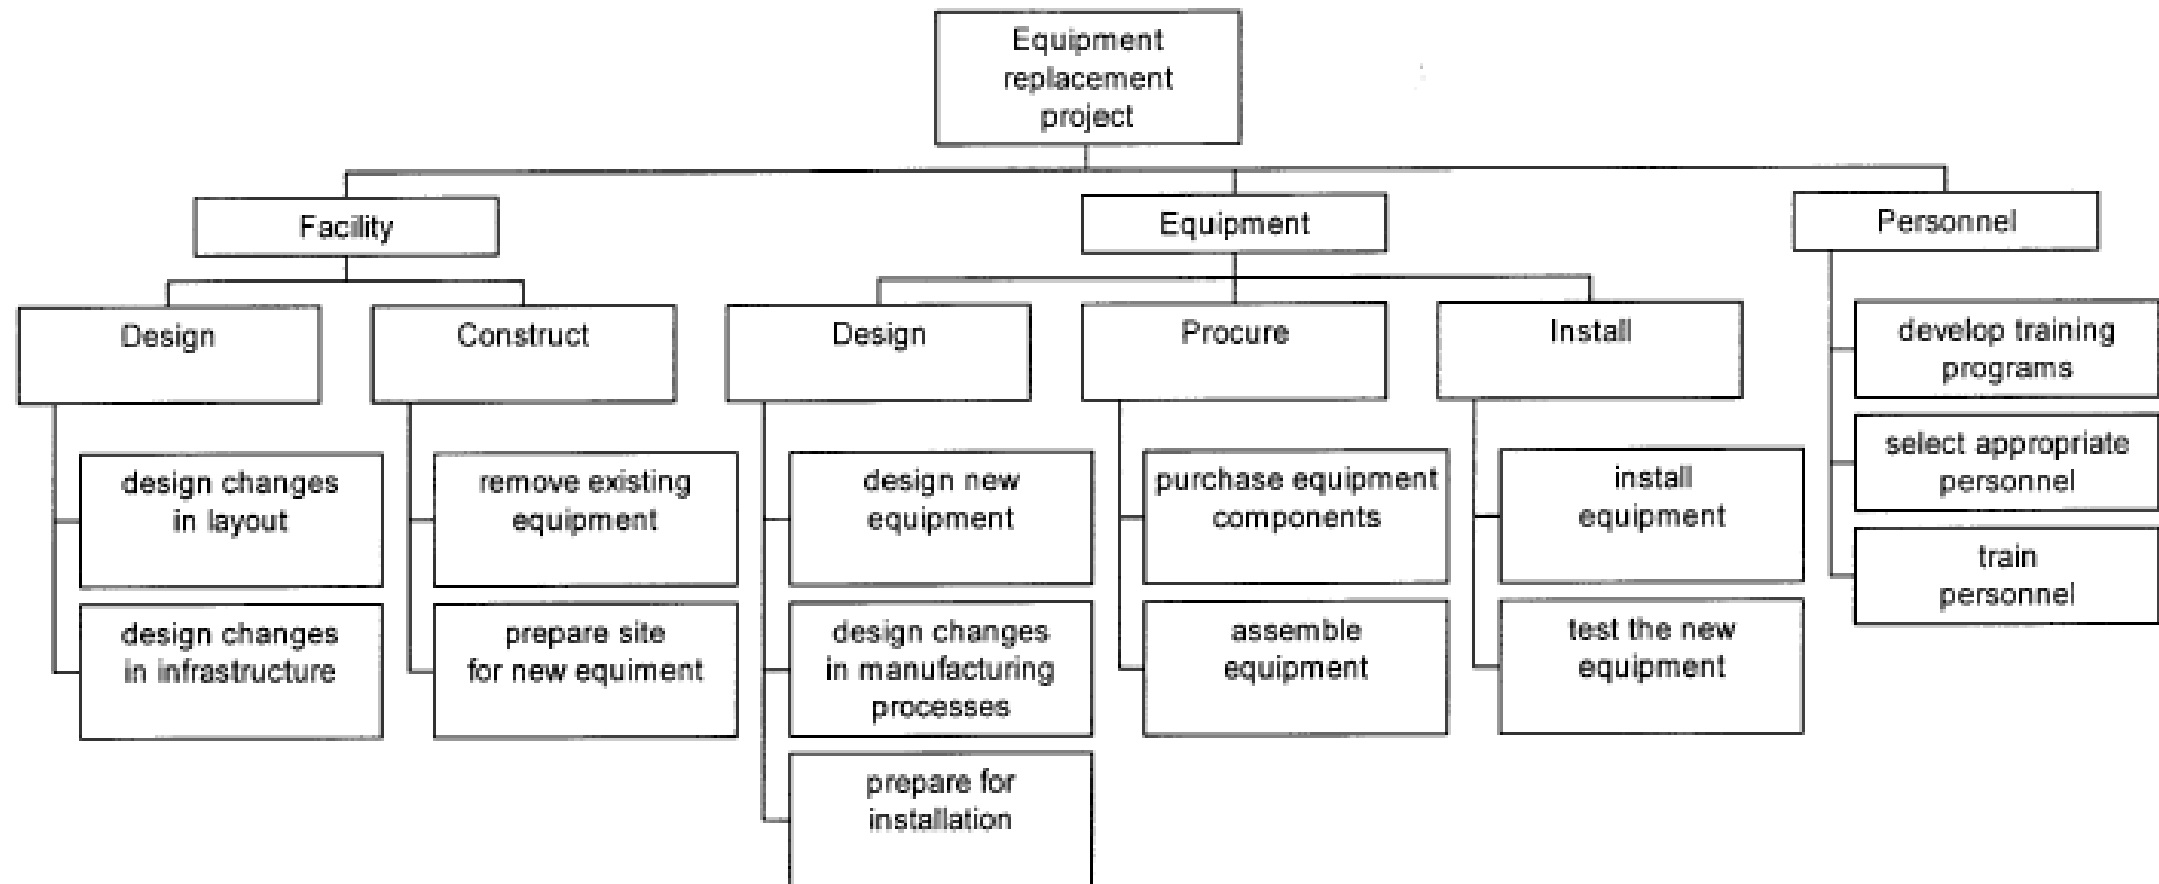 Equipment
replacement
project
Facility
Equipment
Personnel
Design
Construct
Design
Procure
Install
develop training
programs
select appropriate
personnel
train
personnel
design changes
in layout
design changes
in infrastructure
remove existing
equipment
prepare site
for new equiment
design new
equipment
design changes
in manufacturing
processes
prepare for
installation
purchase equipment
components
assemble
equipment
install
equipment
test the new
equipment